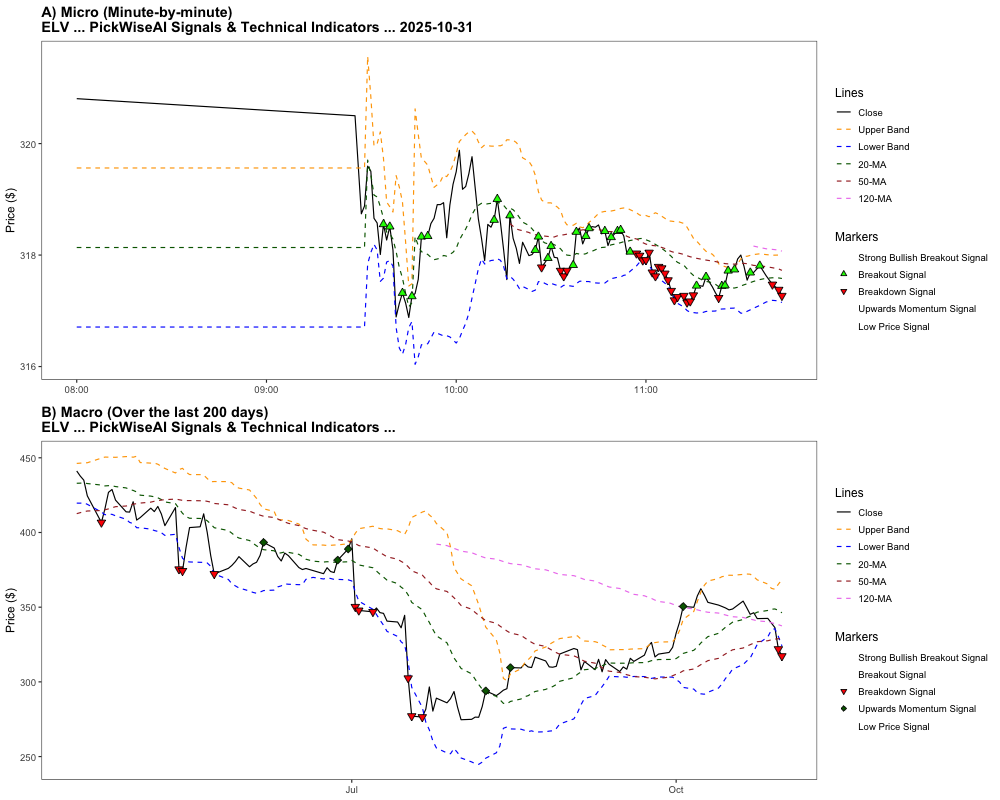 A) Micro (Minute-by-minute)
ELV ... PickWiseAI Signals & Technical Indicators ... 2025-10-31
Price ($)
320
318
316
08:00
09:00
10:00
11:00
Lines
Close
Upper Band
Lower Band
20-MA
50-MA
120-MA
Markers
Strong Bullish Breakout Signal
Breakout Signal
Breakdown Signal
Upwards Momentum Signal
Low Price Signal
B) Macro (Over the last 200 days)
ELV ... PickWiseAI Signals & Technical Indicators ...
Price ($)
450
400
350
300
250
Jul
Oct
Lines
Close
Upper Band
Lower Band
20-MA
50-MA
120-MA
Markers
Strong Bullish Breakout Signal
Breakout Signal
Breakdown Signal
Upwards Momentum Signal
Low Price Signal